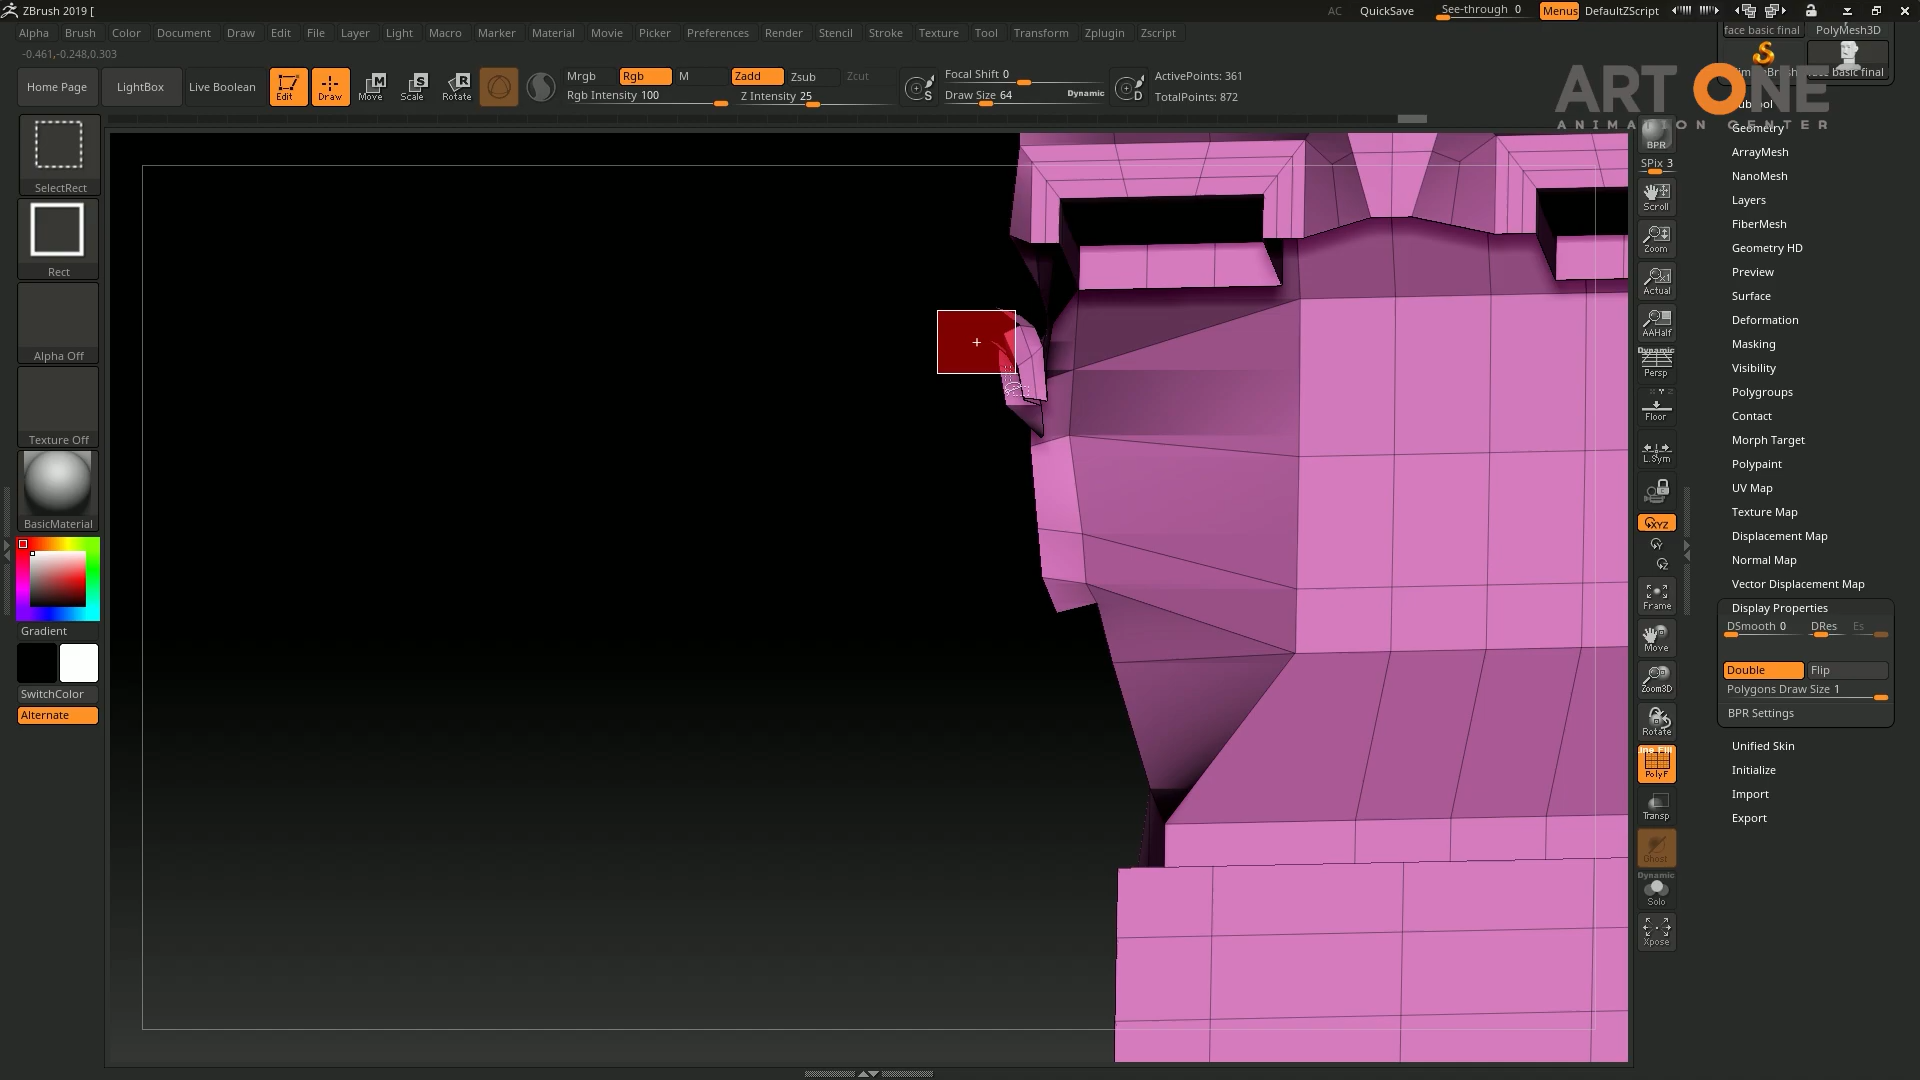 ZBrush 2019 [
AC QuickSave See-through 0 Menus DefaultZScript
Alpha Brush Color Document Draw Edit File Layer Light Macro Marker Material Movie Picker Preferences Render Stencil Stroke Texture Tool Transform Zplugin Zscript
-0.461,-0.248,0.303
Home Page LightBox Live Boolean Edit Draw Move Scale Rotate
Mrgb Rgb M Zadd Zsub Zcut
Rgb Intensity 100 Z Intensity 25
Focal Shift 0
Draw Size 64 Dynamic
ActivePoints: 361
TotalPoints: 872
SelectRect
Rect
Alpha Off
Texture Off
BasicMaterial
Gradient
SwitchColor
Alternate
BPR
SPix 3
Scroll
Zoom
Actual
AAHalf
Dynamic
Persp
Floor
L.Sym
XYZ
Frame
Move
Zoom3D
Rotate
Line Fill
PolyF
Transp
Ghost
Dynamic
Solo
Xpose
face basic final PolyMesh3D
ART ONE
ANIMATION CENTER
Geometry
ArrayMesh
NanoMesh
Layers
FiberMesh
Geometry HD
Preview
Surface
Deformation
Masking
Visibility
Polygroups
Contact
Morph Target
Polypaint
UV Map
Texture Map
Displacement Map
Normal Map
Vector Displacement Map
Display Properties
DSmooth 0 DRes Es
Double Flip
Polygons Draw Size 1
BPR Settings
Unified Skin
Initialize
Import
Export